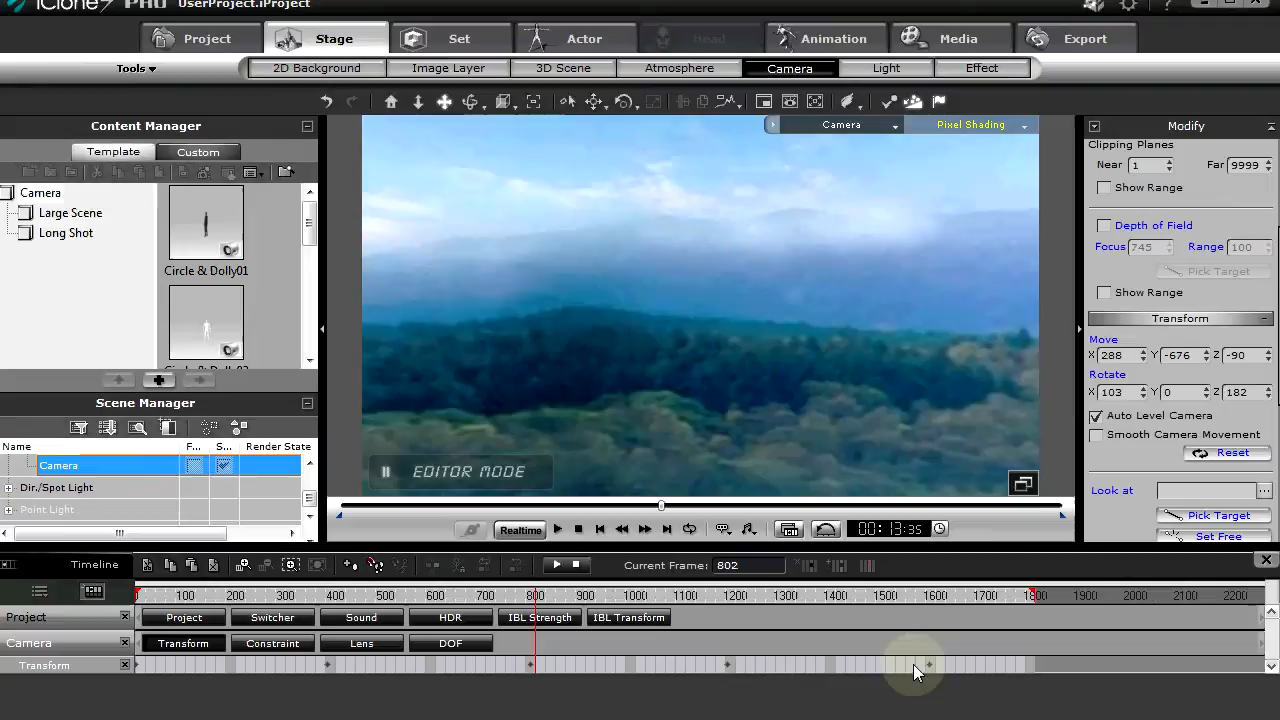 iClone PRO UserProject.iProject
Project Stage Set Actor Head Animation Media Export
Tools 2D Background Image Layer 3D Scene Atmosphere Camera Light Effect
Content Manager
Template Custom
Camera
Large Scene
Long Shot
Circle & Dolly01
Scene Manager
Name F... S... Render State
Camera
Dir./Spot Light
Point Light
Camera Pixel Shading
EDITOR MODE
Realtime 00:13:35
Modify
Clipping Planes
Near 1 Far 9999
Show Range
Depth of Field
Focus 745 Range 100
Pick Target
Show Range
Transform
Move
X 288 Y -676 Z -90
Rotate
X 103 Y 0 Z 182
Auto Level Camera
Smooth Camera Movement
Reset
Look at
Pick Target
Set Free
Timeline Current Frame: 802
100 200 300 400 500 600 700 800 900 1000 1100 1200 1300 1400 1500 1600 1700 1800 1900 2000 2100 2200
Project Project Switcher Sound HDR IBL Strength IBL Transform
Camera Transform Constraint Lens DOF
Transform